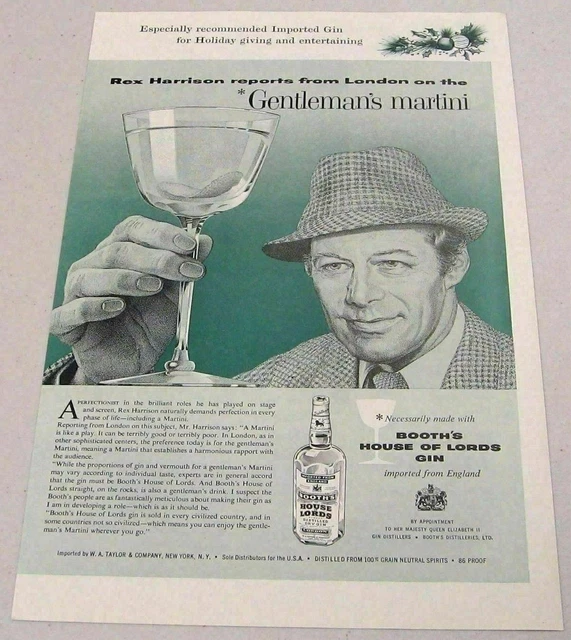 Especially recommended Imported Gin
for Holiday giving and entertaining
Rex Harrison reports from London on the
*Gentleman's martini
A PERFECTIONIST in the brilliant roles he has played on stage
and screen, Rex Harrison naturally demands perfection in every
phase of life—including a Martini.
Reporting from London on this subject, Mr. Harrison says: "A Martini
is like a play. It can be terribly good or terribly poor. In London, as in
other sophisticated centers, the preference today is for the gentleman's
Martini, meaning a Martini that establishes a harmonious rapport with
the audience.
"While the proportions of gin and vermouth for a gentleman's Martini
may vary according to individual taste, experts are in general accord
that the gin must be Booth's House of Lords. And Booth's House of
Lords straight, on the rocks, is also a gentleman's drink. I suspect the
Booth's people are as fantastically meticulous about making their gin as
I am in developing a role—which is as it should be.
"Booth's House of Lords gin is sold in every civilized country, and in
some countries not so civilized—which means you can enjoy the gentle-
man's Martini wherever you go."
BOOTH'S
HOUSE
OF
LORDS
DISTILLED
DRY GIN
*Necessarily made with
BOOTH'S
HOUSE OF LORDS
GIN
imported from England
BY APPOINTMENT
TO HER MAJESTY QUEEN ELIZABETH II
GIN DISTILLERS • BOOTH'S DISTILLERIES, LTD.
Imported by W. A. TAYLOR & COMPANY, NEW YORK, N. Y. • Sole Distributors for the U.S.A. • DISTILLED FROM 100% GRAIN NEUTRAL SPIRITS • 86 PROOF